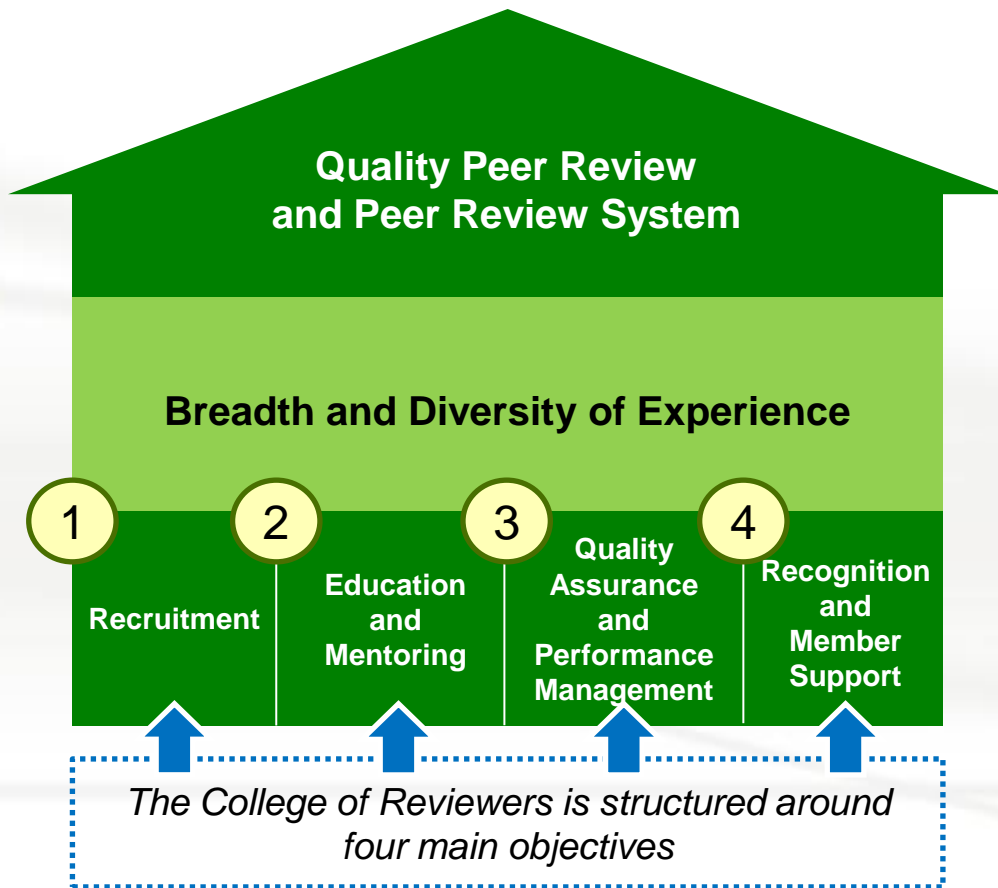 Quality Peer Review
and Peer Review System
Breadth and Diversity of Experience
1
Recruitment
2
Education
and
Mentoring
3
Quality
Assurance
and
Performance
Management
4
Recognition
and
Member
Support
The College of Reviewers is structured around
four main objectives